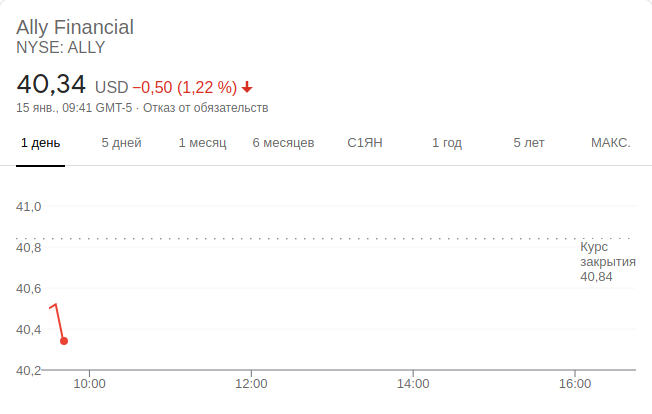 Ally Financial
NYSE: ALLY
40,34 USD −0,50 (1,22 %)
15 янв., 09:41 GMT-5 · Отказ от обязательств
1 день 5 дней 1 месяц 6 месяцев С1ЯН 1 год 5 лет МАКС.
41,0
40,8
Курс
закрытия
40,84
40,6
40,4
40,2
10:00 12:00 14:00 16:00